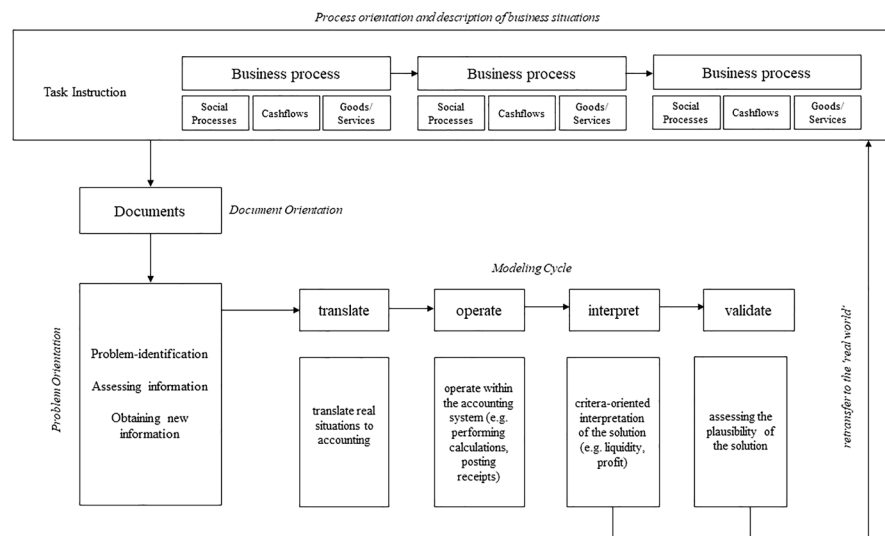 Process orientation and description of business situations
Task Instruction
Business process
Business process
Business process
Social
Processes
Cashflows
Goods/
Services
Social
Processes
Cashflows
Goods/
Services
Social
Processes
Cashflows
Goods/
Services
Documents
Document Orientation
Modeling Cycle
Problem Orientation
Problem-identification
Assessing information
Obtaining new
information
translate
operate
interpret
validate
translate real
situations to
accounting
operate within
the accounting
system (e.g.
performing
calculations,
posting
receipts)
critera-oriented
interpretation
of the solution
(e.g. liquidity,
profit)
assessing the
plausibility of
the solution
retransfer to the 'real world'